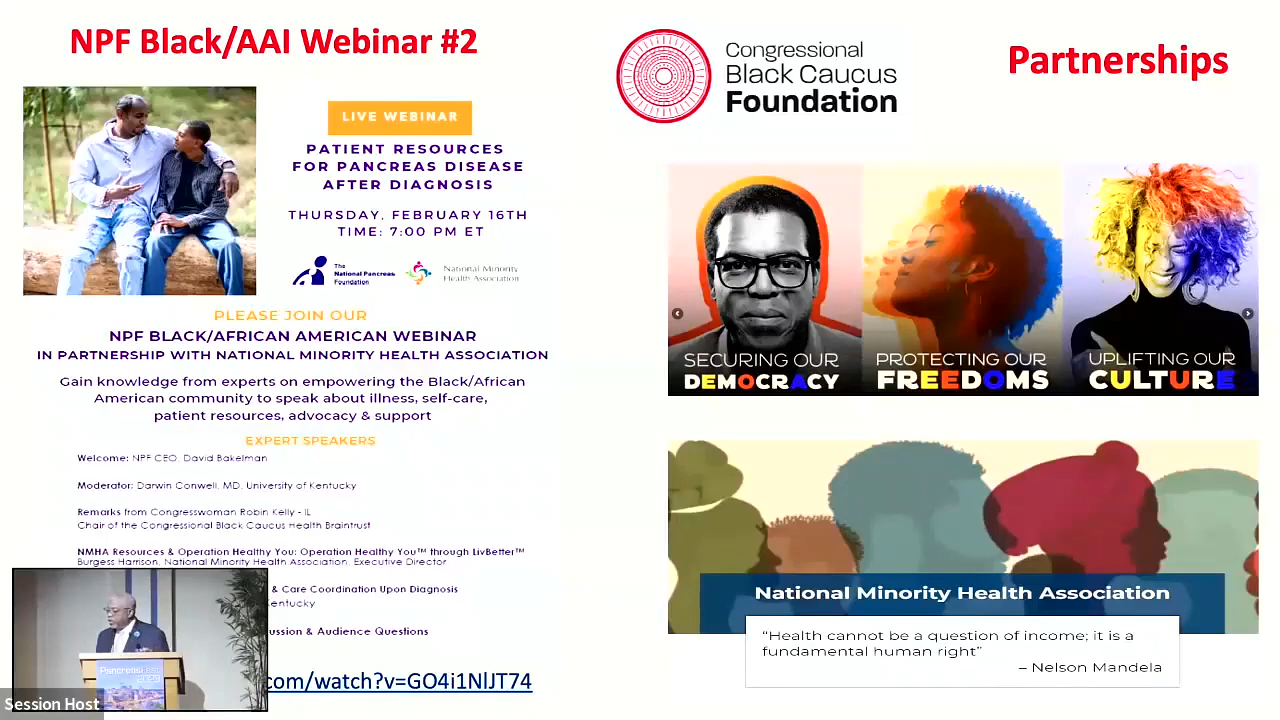 NPF Black/AAI Webinar #2
LIVE WEBINAR
PATIENT RESOURCES
FOR PANCREAS DISEASE
AFTER DIAGNOSIS
THURSDAY, FEBRUARY 16TH
TIME: 7:00 PM ET
The
National Pancreas
Foundation
National Minority
Health Association
PLEASE JOIN OUR
NPF BLACK/AFRICAN AMERICAN WEBINAR
IN PARTNERSHIP WITH NATIONAL MINORITY HEALTH ASSOCIATION
Gain knowledge from experts on empowering the Black/African
American community to speak about illness, self-care,
patient resources, advocacy & support
EXPERT SPEAKERS
Welcome: NPF CEO, David Bakelman
Moderator: Darwin Conwell, MD, University of Kentucky
Remarks from Congresswoman Robin Kelly - IL
Chair of the Congressional Black Caucus Health Braintrust
NMHA Resources & Operation Healthy You: Operation Healthy You™ through LivBetter™
Burgess Harrison, National Minority Health Association, Executive Director
& Care Coordination Upon Diagnosis
Kentucky
ussion & Audience Questions
com/watch?v=GO4i1NlJT74
PancreasFest
2023
Session Host
Congressional
Black Caucus
Foundation
Partnerships
SECURING OUR
DEMOCRACY
PROTECTING OUR
FREEDOMS
UPLIFTING OUR
CULTURE
National Minority Health Association
“Health cannot be a question of income; it is a
fundamental human right”
– Nelson Mandela